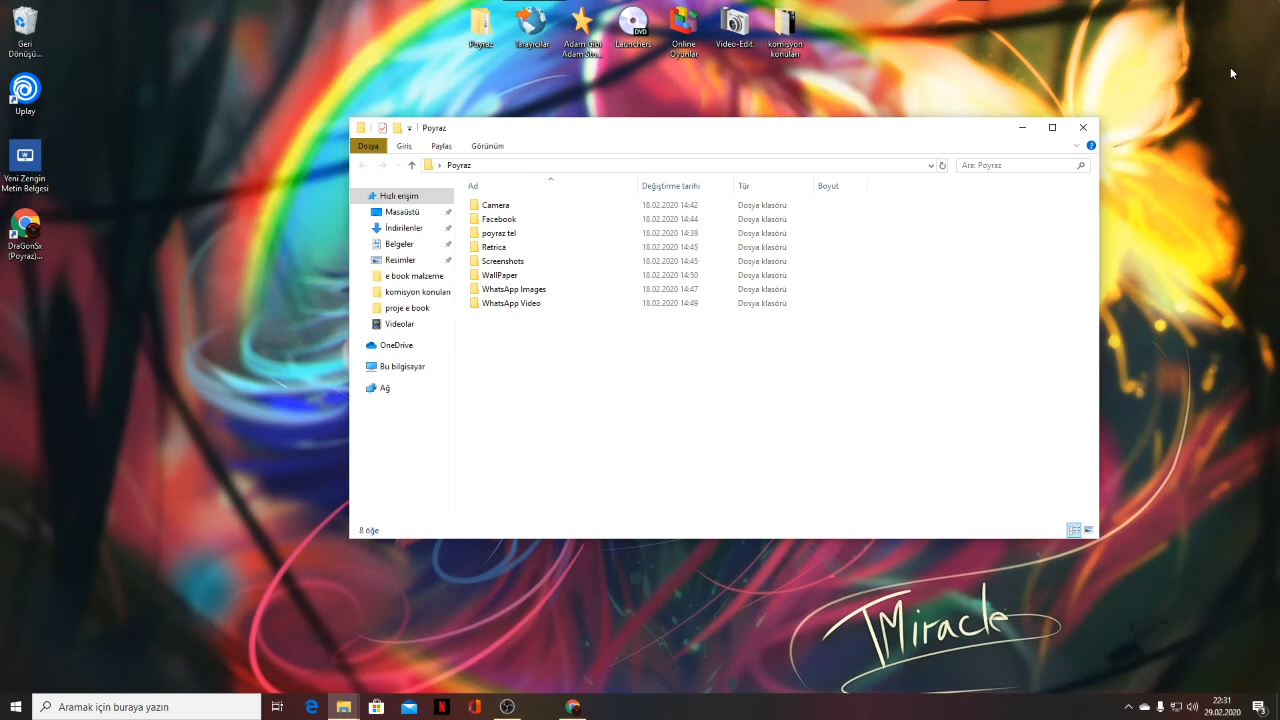 Geri
Dönüşü...
Uplay
Yeni Zengin
Metin Belgesi
DraGonSx
(Poyraz)...
Poyraz
Tarayıcılar
Adam Gibi
Adam Sto...
Launchers
DVD
Online
Oyunlar
Video-Edit
komisyon
konuları
Poyraz
Dosya Giriş Paylaş Görünüm
Poyraz
Ara: Poyraz
Ad Değiştirme tarihi Tür Boyut
Camera 18.02.2020 14:42 Dosya klasörü
Facebook 18.02.2020 14:44 Dosya klasörü
poyraz tel 18.02.2020 14:39 Dosya klasörü
Retrica 18.02.2020 14:45 Dosya klasörü
Screenshots 18.02.2020 14:45 Dosya klasörü
WallPaper 18.02.2020 14:50 Dosya klasörü
WhatsApp Images 18.02.2020 14:47 Dosya klasörü
WhatsApp Video 18.02.2020 14:49 Dosya klasörü
Hızlı erişim
Masaüstü
İndirilenler
Belgeler
Resimler
e book malzeme
komisyon konuları
proje e book
Videolar
OneDrive
Bu bilgisayar
Ağ
8 öğe
Miracle
Aramak için buraya yazın
22:31
29.02.2020